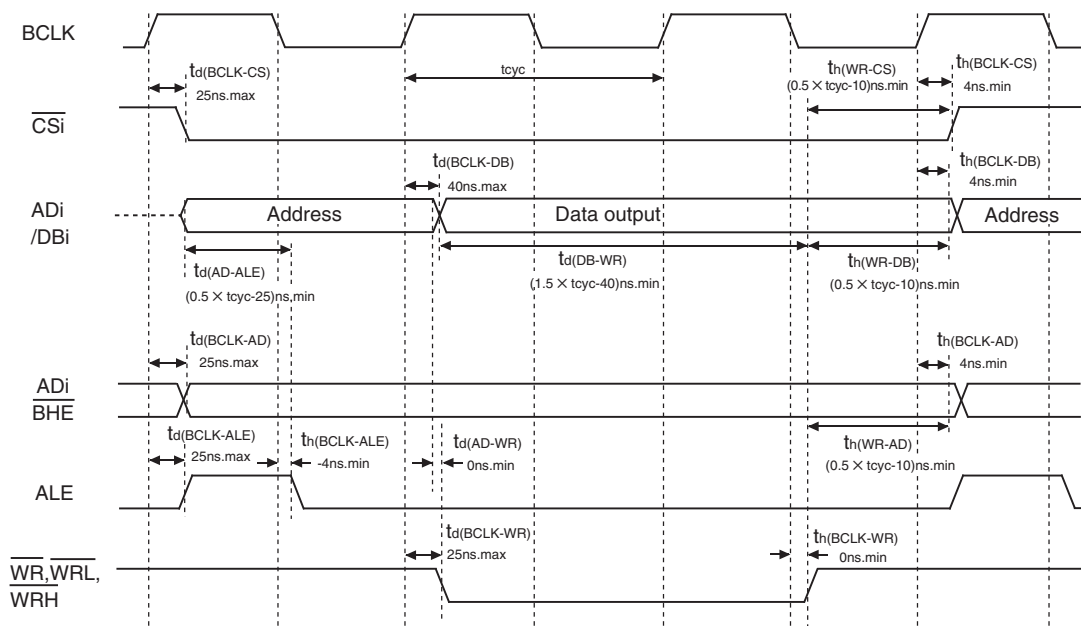 BCLK
td(BCLK-CS)
25ns.max
tcyc
th(WR-CS)
(0.5 × tcyc-10)ns.min
th(BCLK-CS)
4ns.min
CSi
td(BCLK-DB)
40ns.max
th(BCLK-DB)
4ns.min
ADi
/DBi
Address
Data output
Address
td(AD-ALE)
(0.5 × tcyc-25)ns.min
td(DB-WR)
(1.5 × tcyc-40)ns.min
th(WR-DB)
(0.5 × tcyc-10)ns.min
td(BCLK-AD)
25ns.max
th(BCLK-AD)
4ns.min
ADi
BHE
td(BCLK-ALE)
25ns.max
th(BCLK-ALE)
-4ns.min
td(AD-WR)
0ns.min
th(WR-AD)
(0.5 × tcyc-10)ns.min
ALE
td(BCLK-WR)
25ns.max
th(BCLK-WR)
0ns.min
WR,WRL,
WRH